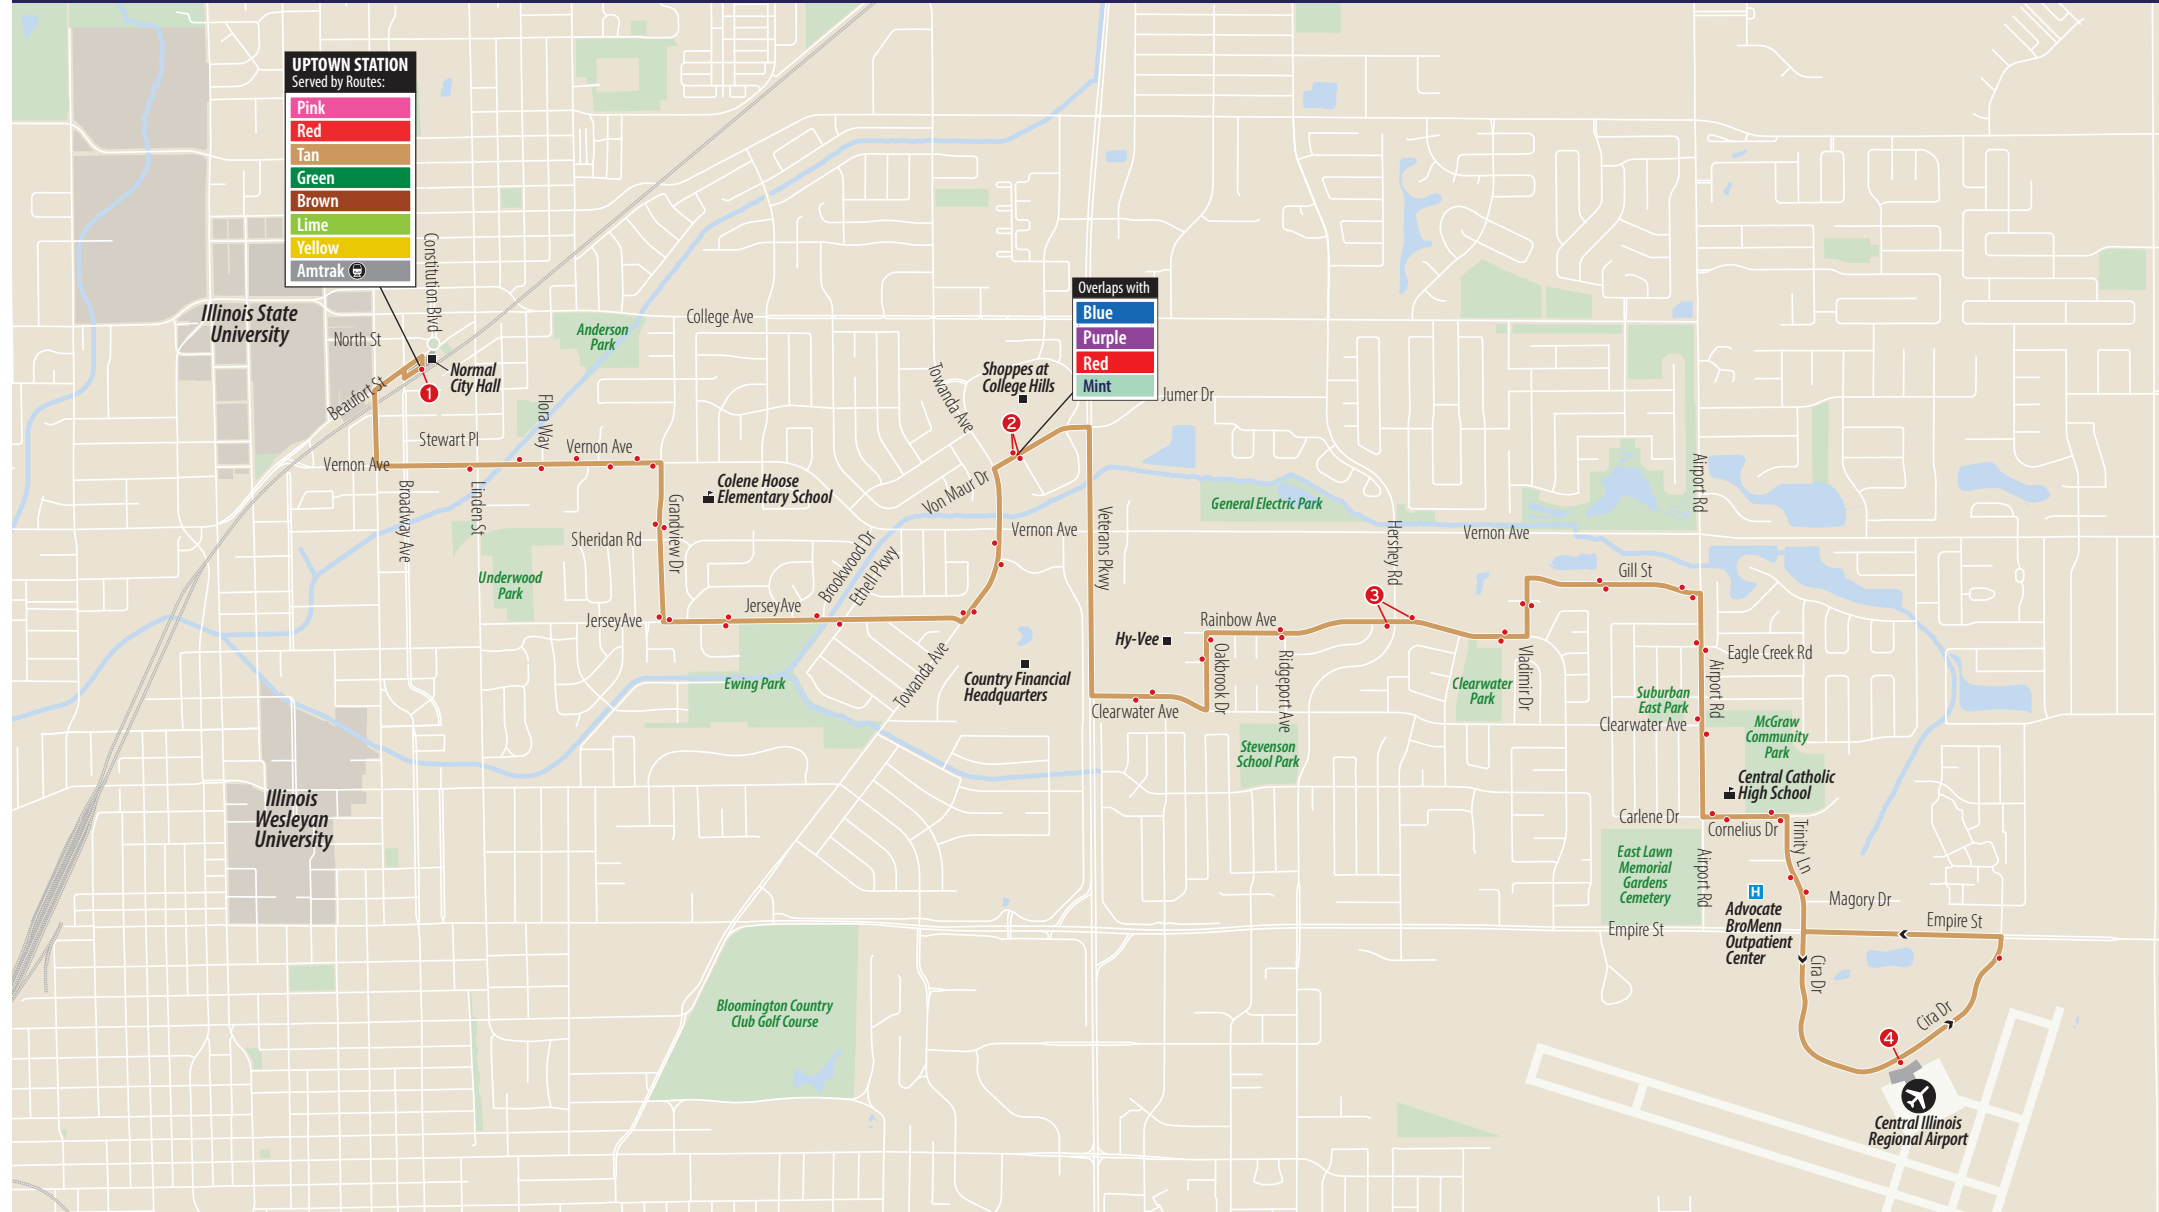 UPTOWN STATION
Served by Routes:
Pink
Red
Tan
Green
Brown
Lime
Yellow
Amtrak
Constitution Blvd
Illinois State
University
North St
Normal
City Hall
1
Beaufort St
Stewart Pl
Vernon Ave
Broadway Ave
Linden St
Flora Way
Vernon Ave
Anderson
Park
College Ave
Colene Hoose
Elementary School
Grandview Dr
Sheridan Rd
Underwood
Park
JerseyAve
JerseyAve
Brookwood Dr
Ethell Pkwy
Ewing Park
Towanda Ave
Towanda Ave
Shoppes at
College Hills
2
Von Maur Dr
Vernon Ave
Overlaps with
Blue
Purple
Red
Mint
Jumer Dr
Veterans Pkwy
Country Financial
Headquarters
Clearwater Ave
Hy-Vee
Rainbow Ave
Oakbrook Dr
Ridgeport Ave
Stevenson
School Park
General Electric Park
Hershey Rd
3
Vernon Ave
Clearwater
Park
Vladimir Dr
Gill St
Airport Rd
Eagle Creek Rd
Airport Rd
Suburban
East Park
Clearwater Ave
McGraw
Community
Park
Central Catholic
High School
Carlene Dr
Cornelius Dr
Trinity Ln
East Lawn
Memorial
Gardens
Cemetery
Airport Rd
H
Advocate
BroMenn
Outpatient
Center
Magory Dr
Empire St
Empire St
Cira Dr
Cira Dr
4
Central Illinois
Regional Airport
Illinois
Wesleyan
University
Bloomington Country
Club Golf Course